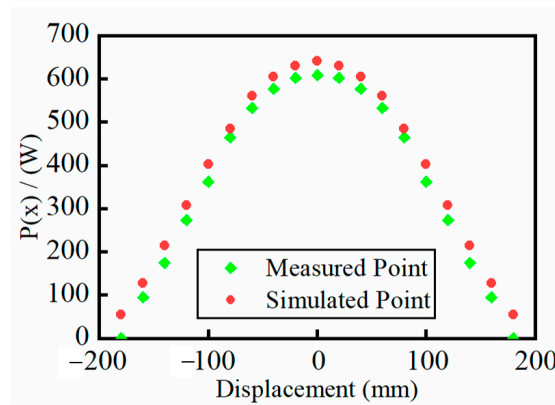 700
600
500
400
300
200
100
0
P(x) / (W)
Measured Point
Simulated Point
−200 −100 0 100 200
Displacement (mm)